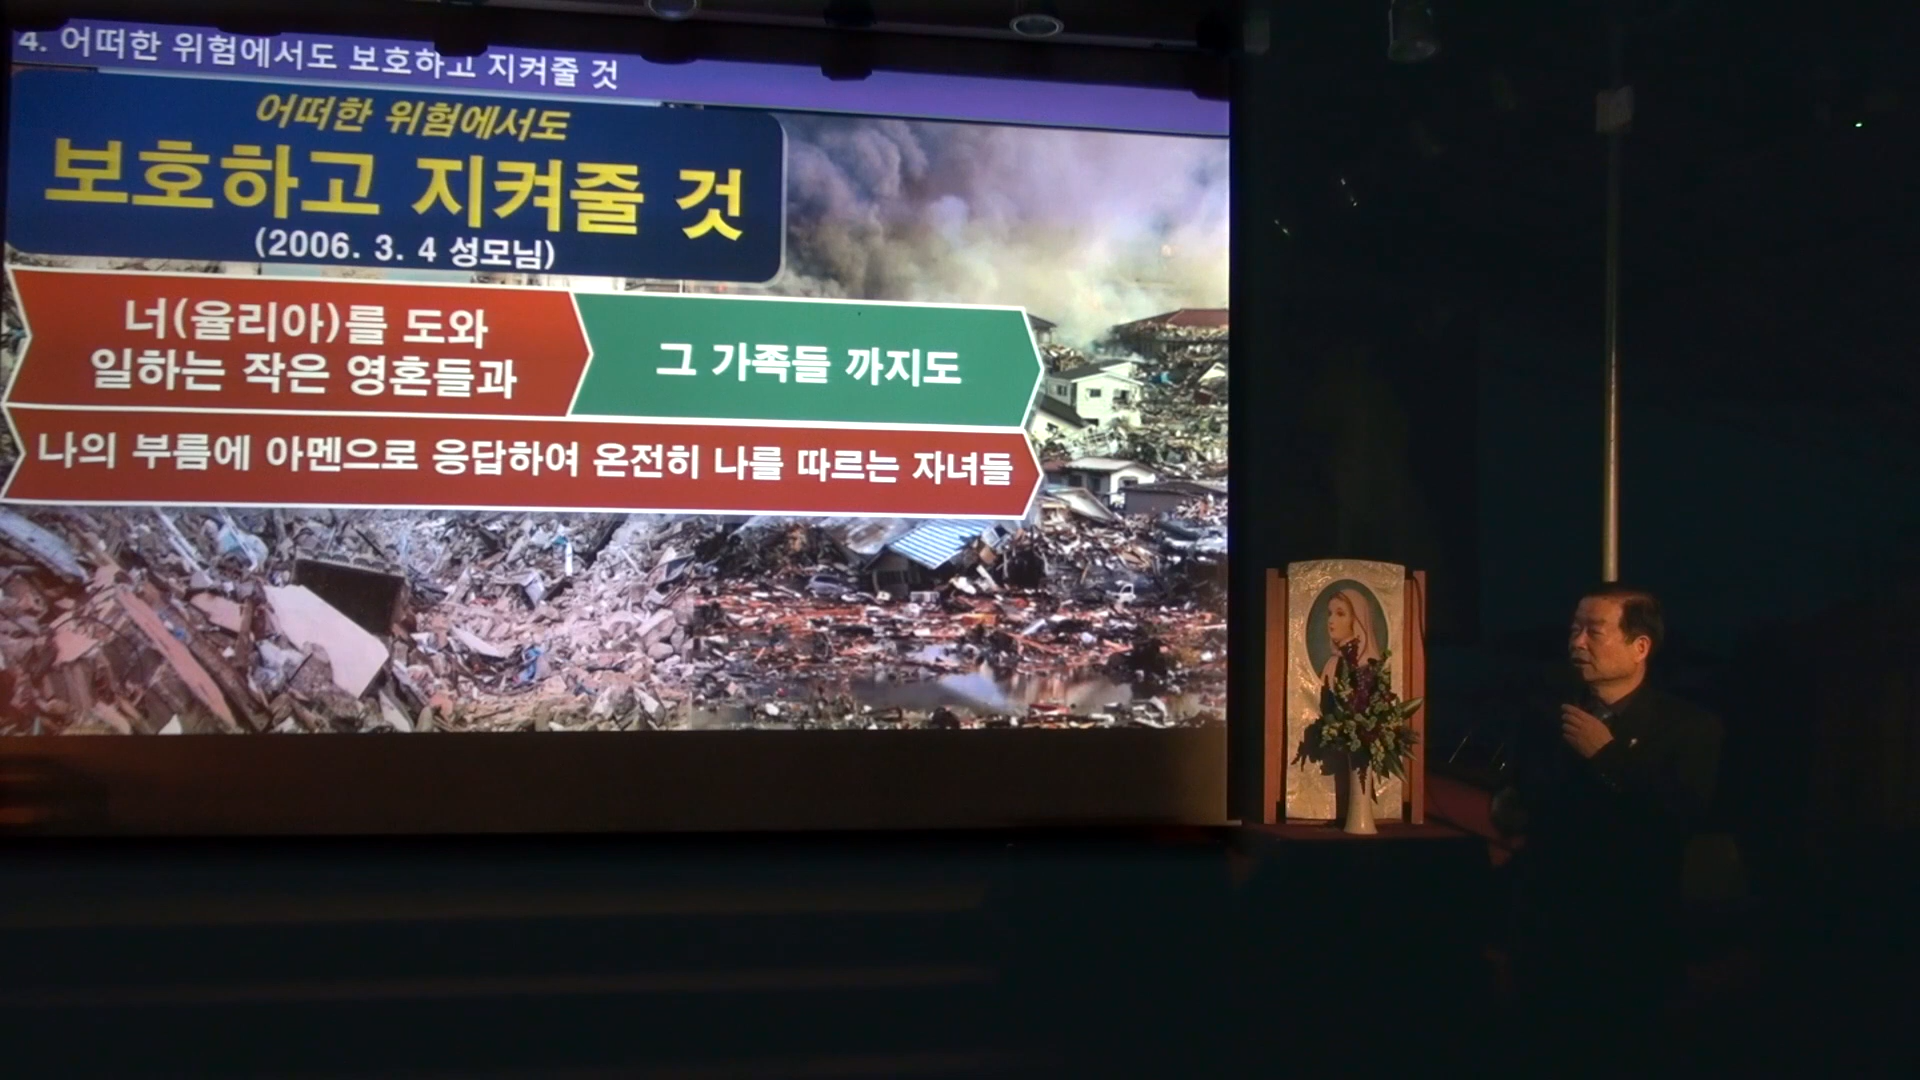 4. 어떠한 위험에서도 보호하고 지켜줄 것
어떠한 위험에서도
보호하고 지켜줄 것
(2006. 3. 4 성모님)
너(율리아)를 도와
일하는 작은 영혼들과
그 가족들 까지도
나의 부름에 아멘으로 응답하여 온전히 나를 따르는 자녀들